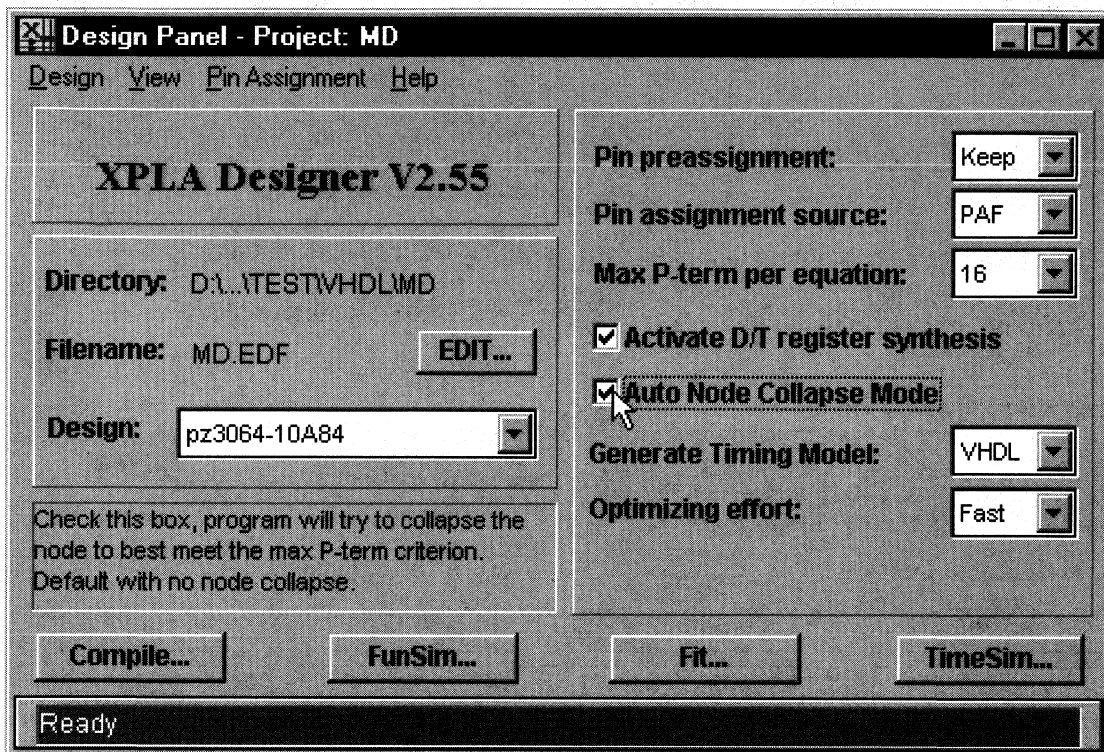 Design Panel - Project: MD
Design View Pin Assignment Help
XPLA Designer V2.55
Directory: D:\...\TEST\VHDL\MD
Filename: MD.EDF EDIT...
Design: pz3064-10A84
Check this box, program will try to collapse the
node to best meet the max P-term criterion.
Default with no node collapse.
Pin preassignment: Keep
Pin assignment source: PAF
Max P-term per equation: 16
Activate D/T register synthesis
Auto Node Collapse Mode
Generate Timing Model: VHDL
Optimizing effort: Fast
Compile... FunSim... Fit... TimeSim...
Ready